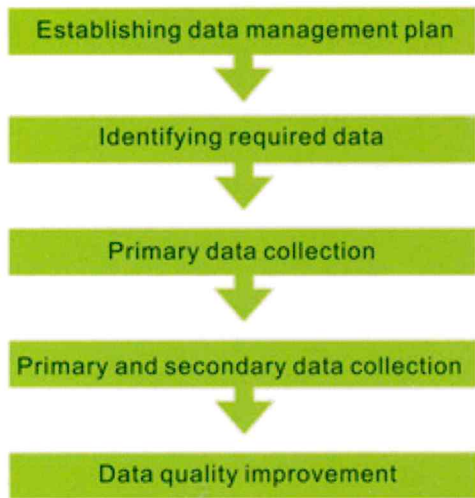 Establishing data management plan
Identifying required data
Primary data collection
Primary and secondary data collection
Data quality improvement